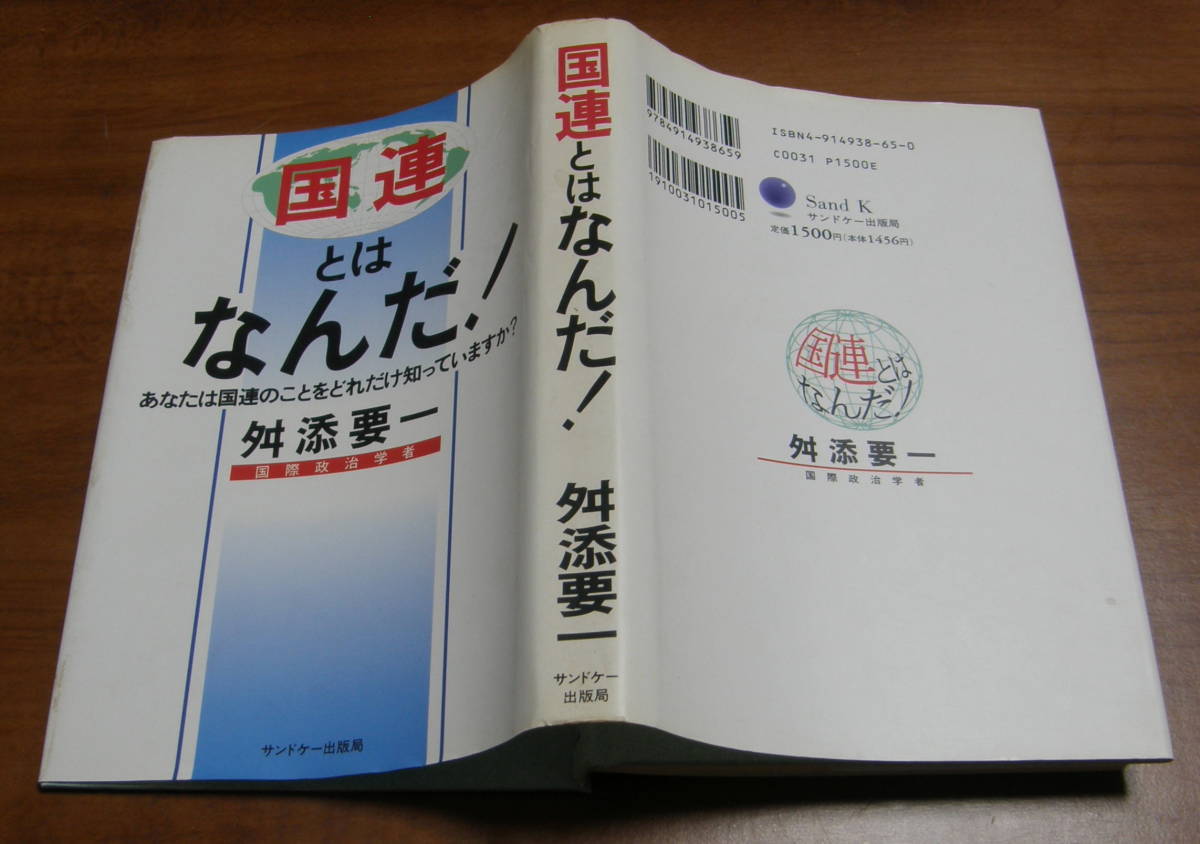 国連
とは
なんだ!
あなたは国連のことをどれだけ知っていますか?
舛添要一
国際政治学者
サンドケー出版局
国連とはなんだ!
舛添要一
サンドケー
出版局
9784914938659
1910031015005
ISBN4-914938-65-0
C0031 P1500E
Sand K
サンドケー出版局
定価1500円(本体1456円)
国連とは
なんだ!
舛添要一
国際政治学者